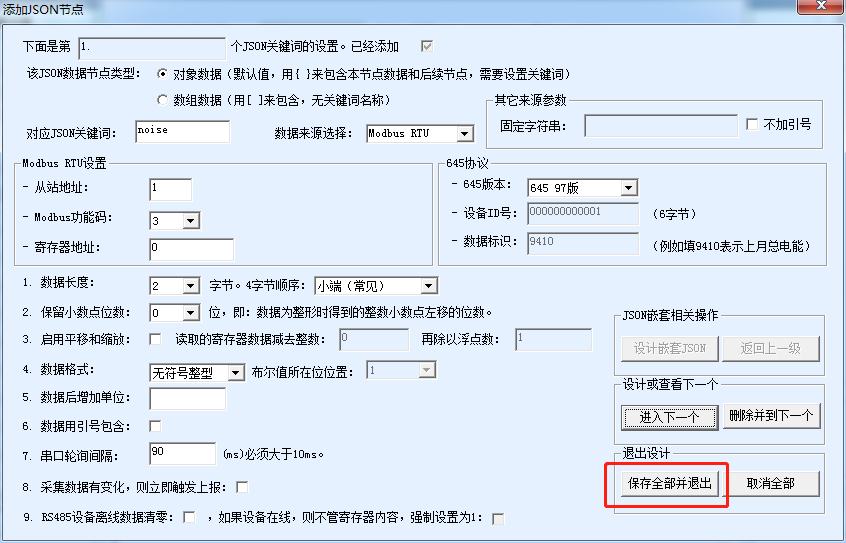 添加JSON节点
下面是第 1. 个JSON关键词的设置。已经添加
该JSON数据节点类型: 对象数据（默认值，用{ }来包含本节点数据和后续节点，需要设置关键词）
数组数据（用[ ]来包含，无关键词名称）
对应JSON关键词: noise 数据来源选择: Modbus RTU
其它来源参数
固定字符串: 不加引号
Modbus RTU设置
- 从站地址: 1
- Modbus功能码: 3
- 寄存器地址: 0
645协议
- 645版本: 645 97版
- 设备ID号: 000000000001 （6字节）
- 数据标识: 9410 （例如填9410表示上月总电能）
1. 数据长度: 2 字节。4字节顺序: 小端（常见）
2. 保留小数点位数: 0 位，即：数据为整形时得到的整数小数点左移的位数。
3. 启用平移和缩放: 读取的寄存器数据减去整数: 0 再除以浮点数: 1
4. 数据格式: 无符号整型 布尔值所在位位置: 1
5. 数据后增加单位:
6. 数据用引号包含:
7. 串口轮询间隔: 90 (ms)必须大于10ms。
8. 采集数据有变化，则立即触发上报:
9. RS485设备离线数据清零: ，如果设备在线，则不管寄存器内容，强制设置为1:
JSON嵌套相关操作
设计嵌套JSON 返回上一级
设计或查看下一个
进入下一个 删除并到下一个
退出设计
保存全部并退出 取消全部